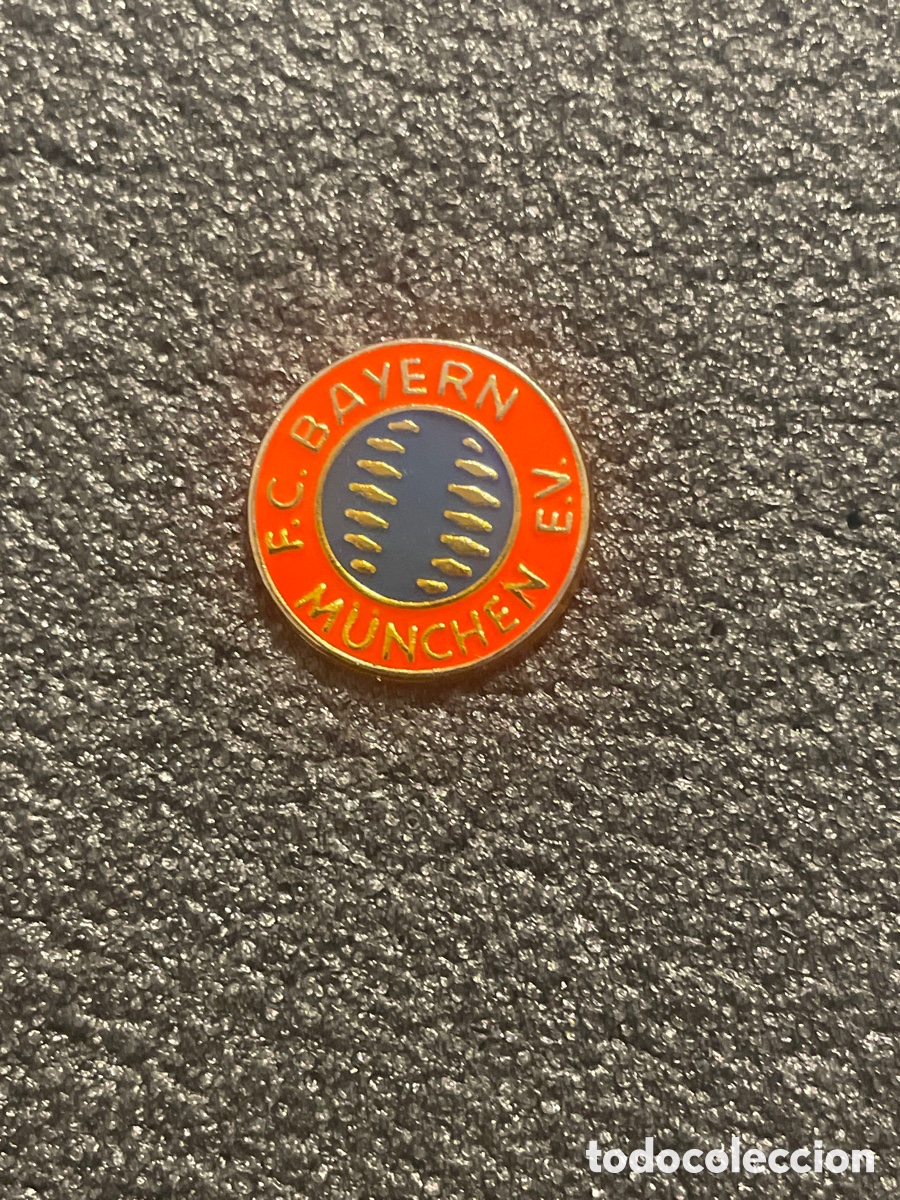 F.C. BAYERN
MÜNCHEN E.V.
todocoleccion